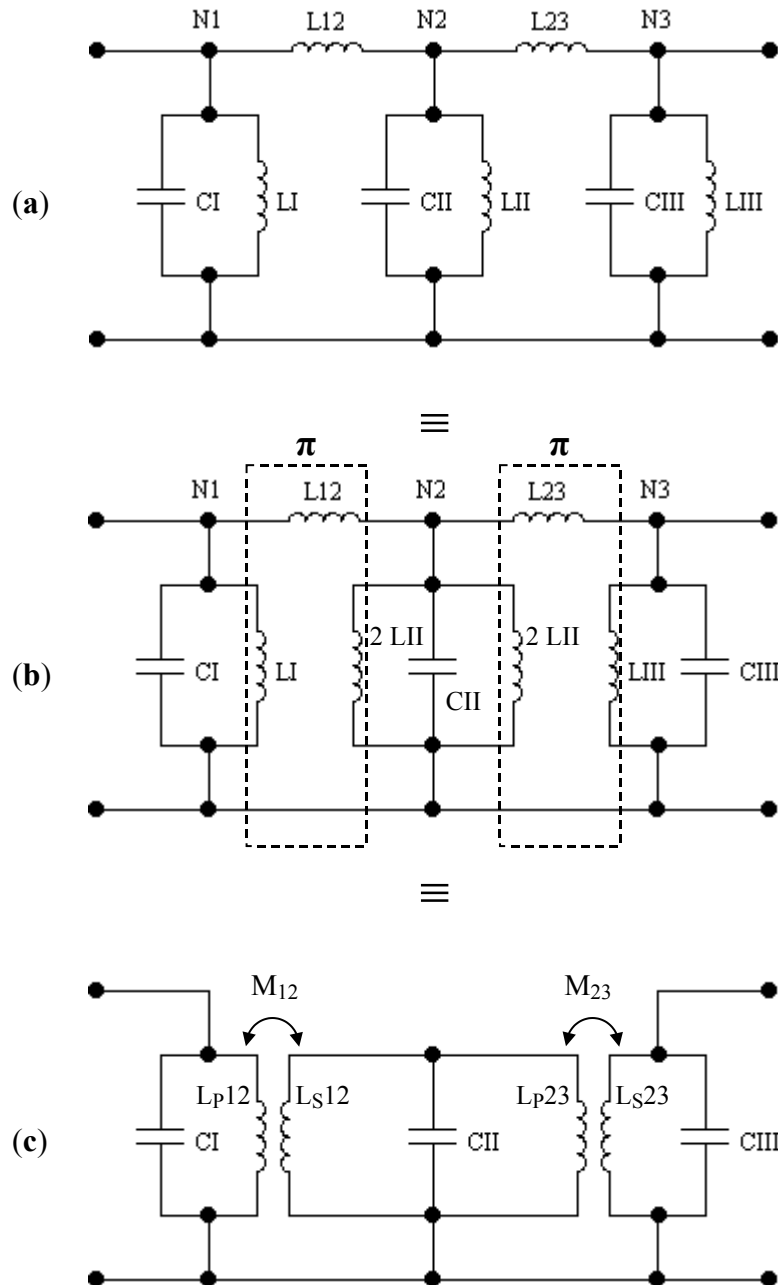 N1 L12 N2 L23 N3
(a) CI LI CII LII CIII LIII
≡
π π
N1 L12 N2 L23 N3
2 LII 2 LII
(b) CI LI LIII CIII
CII
≡
M12 M23
LP12 LS12 LP23 LS23
(c) CI CII CIII